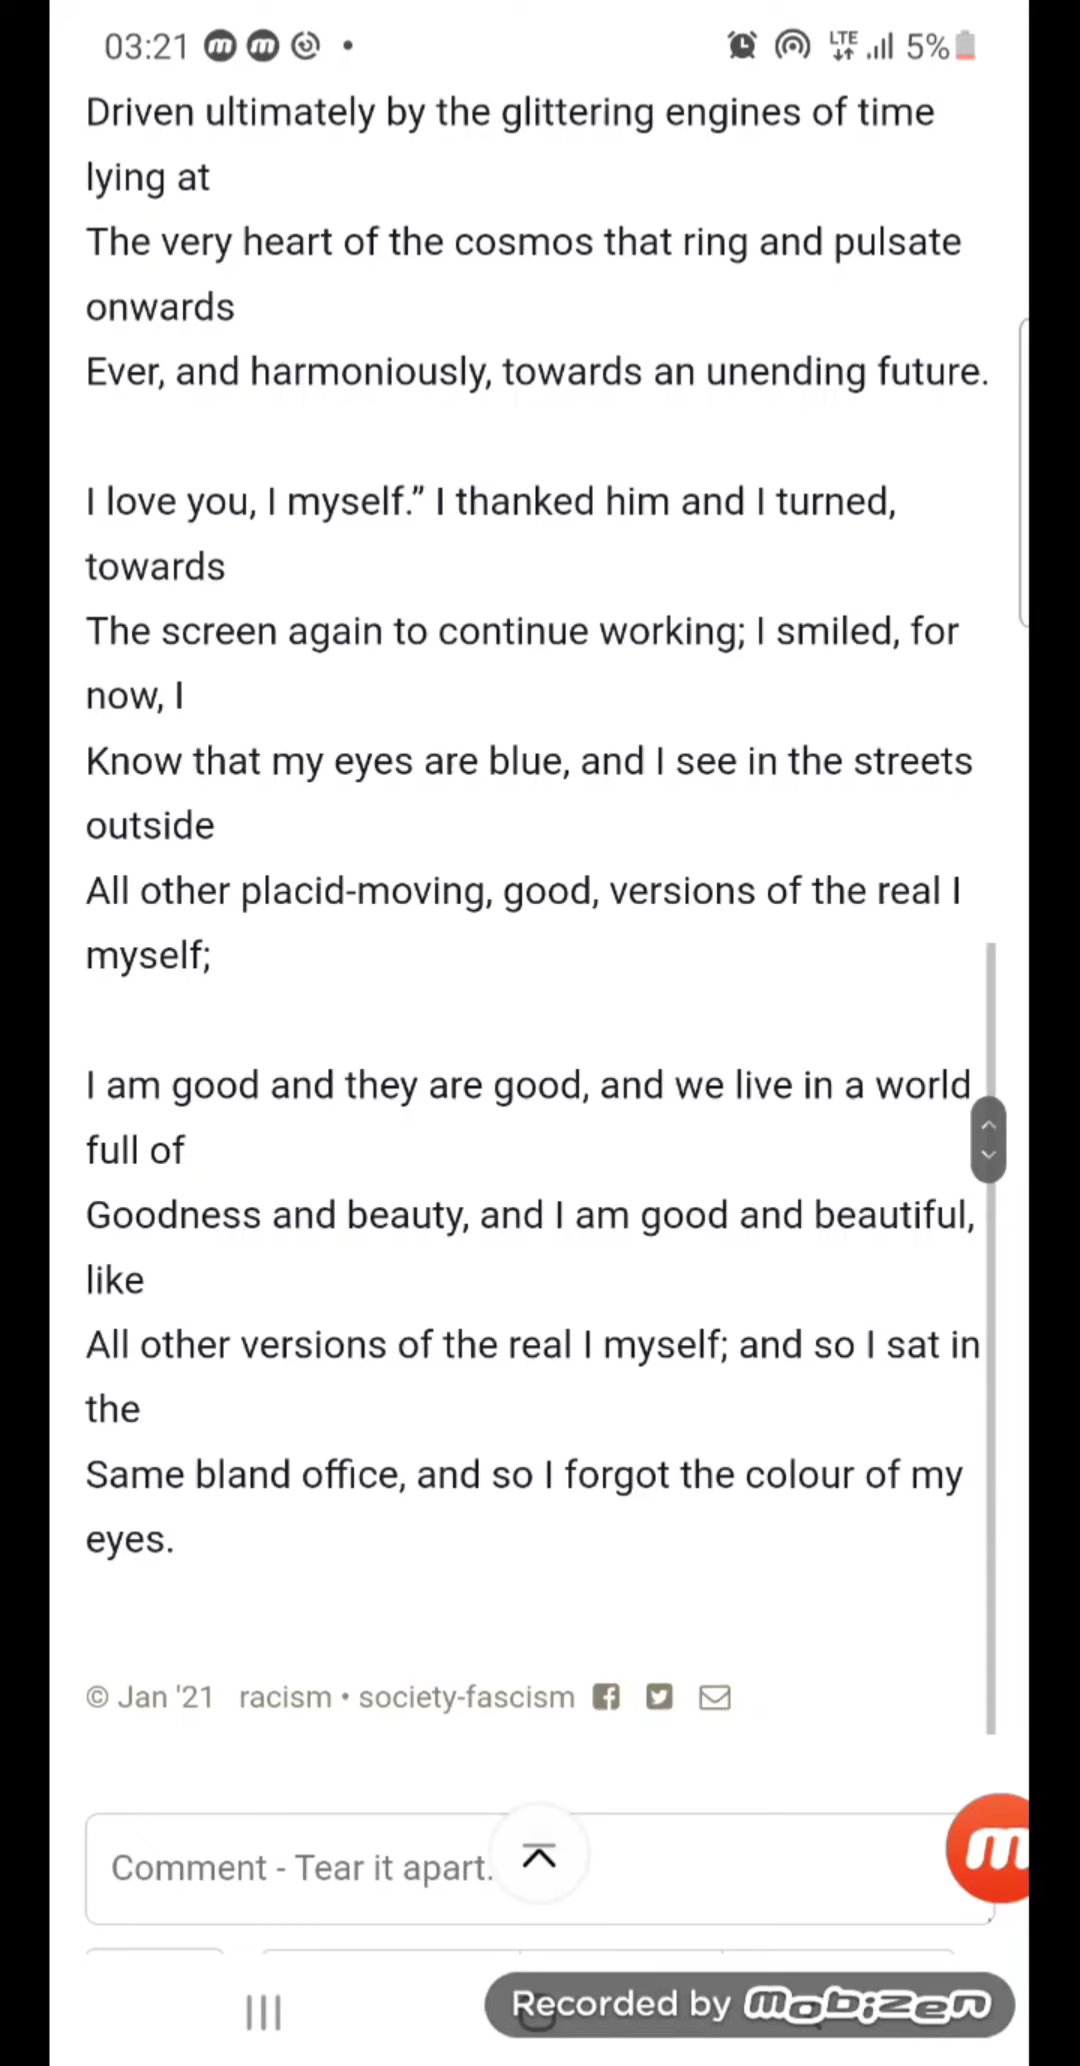 03:21 m m • LTE 5%
Driven ultimately by the glittering engines of time
lying at
The very heart of the cosmos that ring and pulsate
onwards
Ever, and harmoniously, towards an unending future.
I love you, I myself.” I thanked him and I turned,
towards
The screen again to continue working; I smiled, for
now, I
Know that my eyes are blue, and I see in the streets
outside
All other placid-moving, good, versions of the real I
myself;
I am good and they are good, and we live in a world
full of
Goodness and beauty, and I am good and beautiful,
like
All other versions of the real I myself; and so I sat in
the
Same bland office, and so I forgot the colour of my
eyes.
© Jan '21 racism • society-fascism
Comment - Tear it apart.
m
Recorded by mobizen